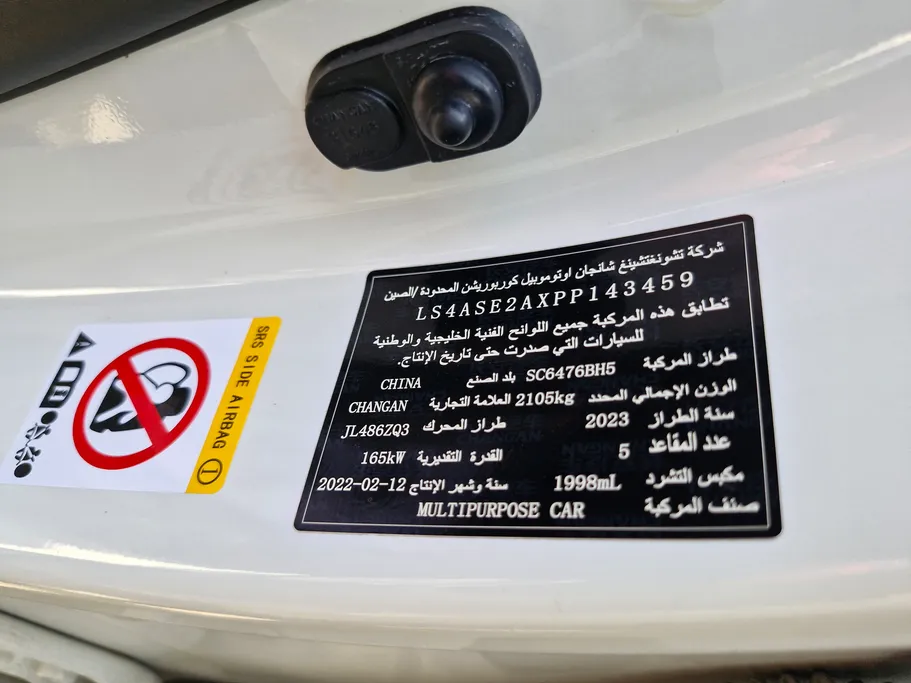 CHANGAN
شركة تشونغتشينغ شانجان اوتوموبيل كوربوريشن المحدودة /الصين
LS4ASE2AXPP143459
تطابق هذه المركبة جميع اللوائح الفنية الخليجية والوطنية
للسيارات التي صدرت حتى تاريخ الإنتاج.
طراز المركبة SC6476BH5 بلد الصنع CHINA
الوزن الإجمالي المحدد 2105kg العلامة التجارية CHANGAN
سنة الطراز 2023 طراز المحرك JL486ZQ3
عدد المقاعد 5 القدرة التقديرية 165kW
مكبس التشرد 1998mL سنة وشهر الإنتاج 2022-02-12
صنف المركبة MULTIPURPOSE CAR
SRS SIDE AIRBAG 1